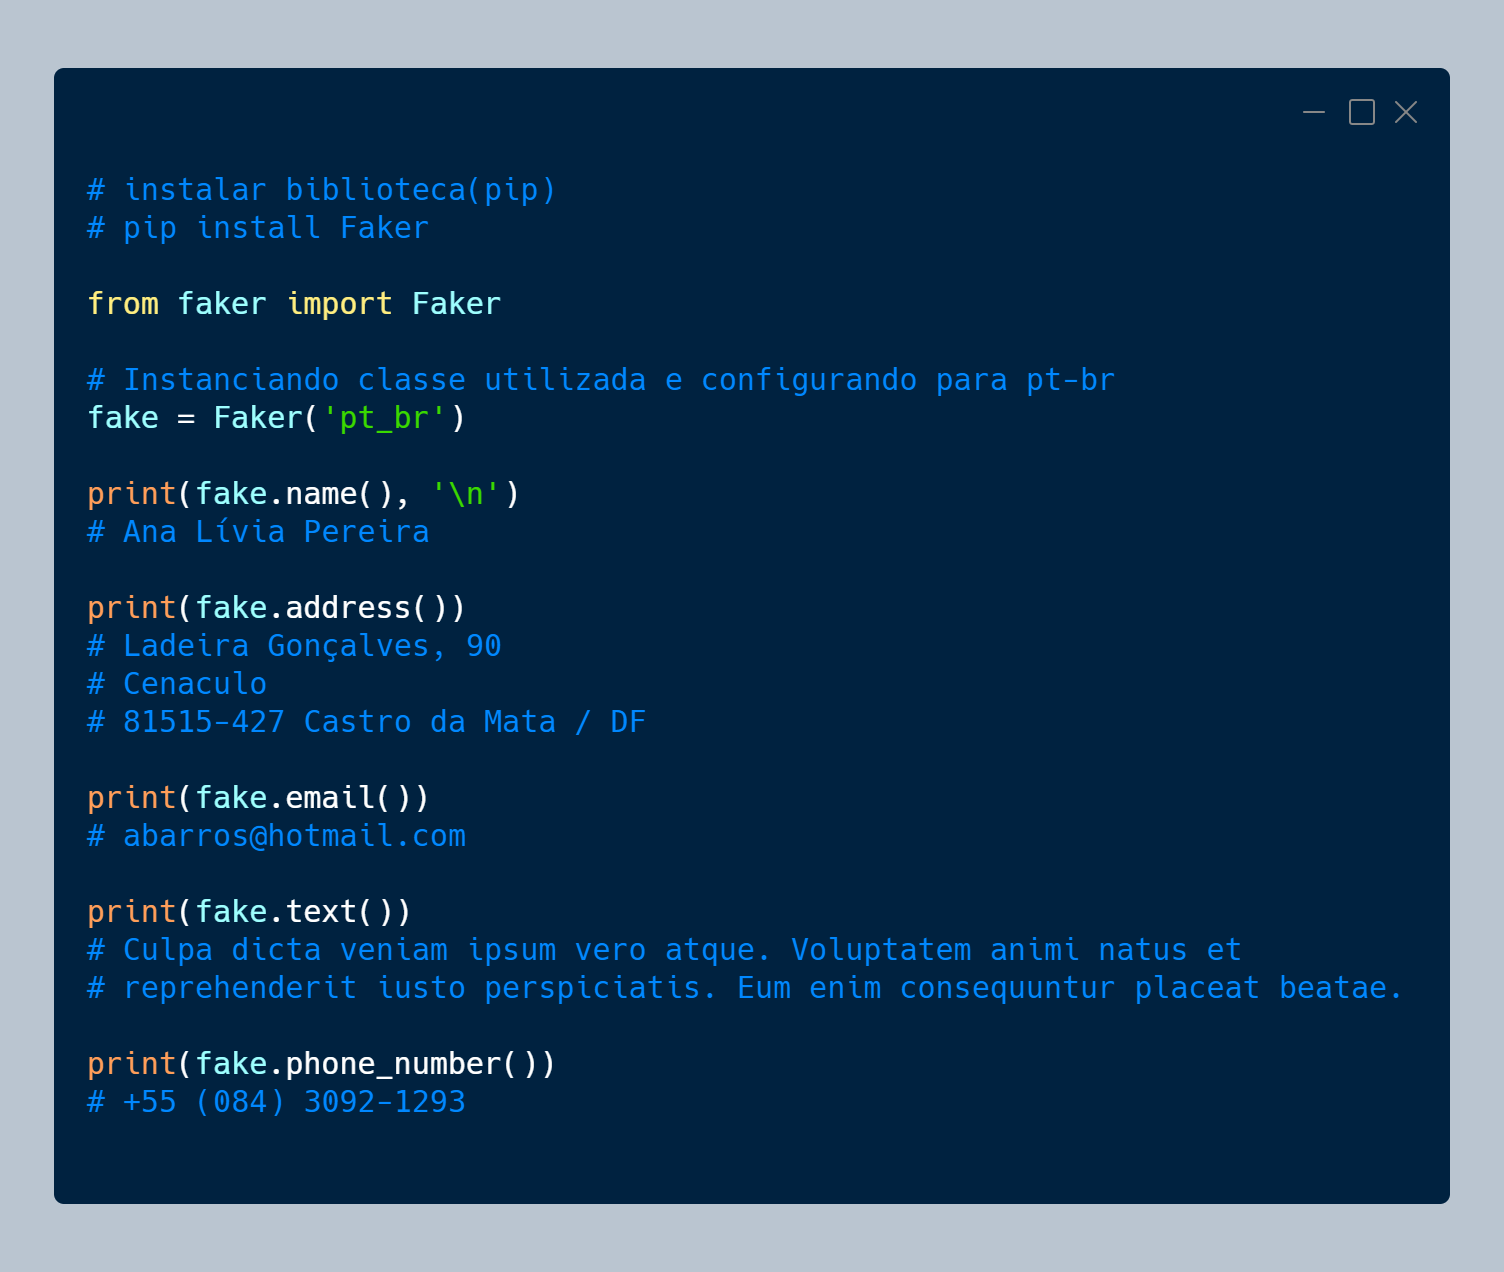 # instalar biblioteca(pip)
# pip install Faker
from faker import Faker
# Instanciando classe utilizada e configurando para pt-br
fake = Faker('pt_br')
print(fake.name(), '\n')
# Ana Lívia Pereira
print(fake.address())
# Ladeira Gonçalves, 90
# Cenaculo
# 81515-427 Castro da Mata / DF
print(fake.email())
# abarros@hotmail.com
print(fake.text())
# Culpa dicta veniam ipsum vero atque. Voluptatem animi natus et
# reprehenderit iusto perspiciatis. Eum enim consequuntur placeat beatae.
print(fake.phone_number())
# +55 (084) 3092-1293